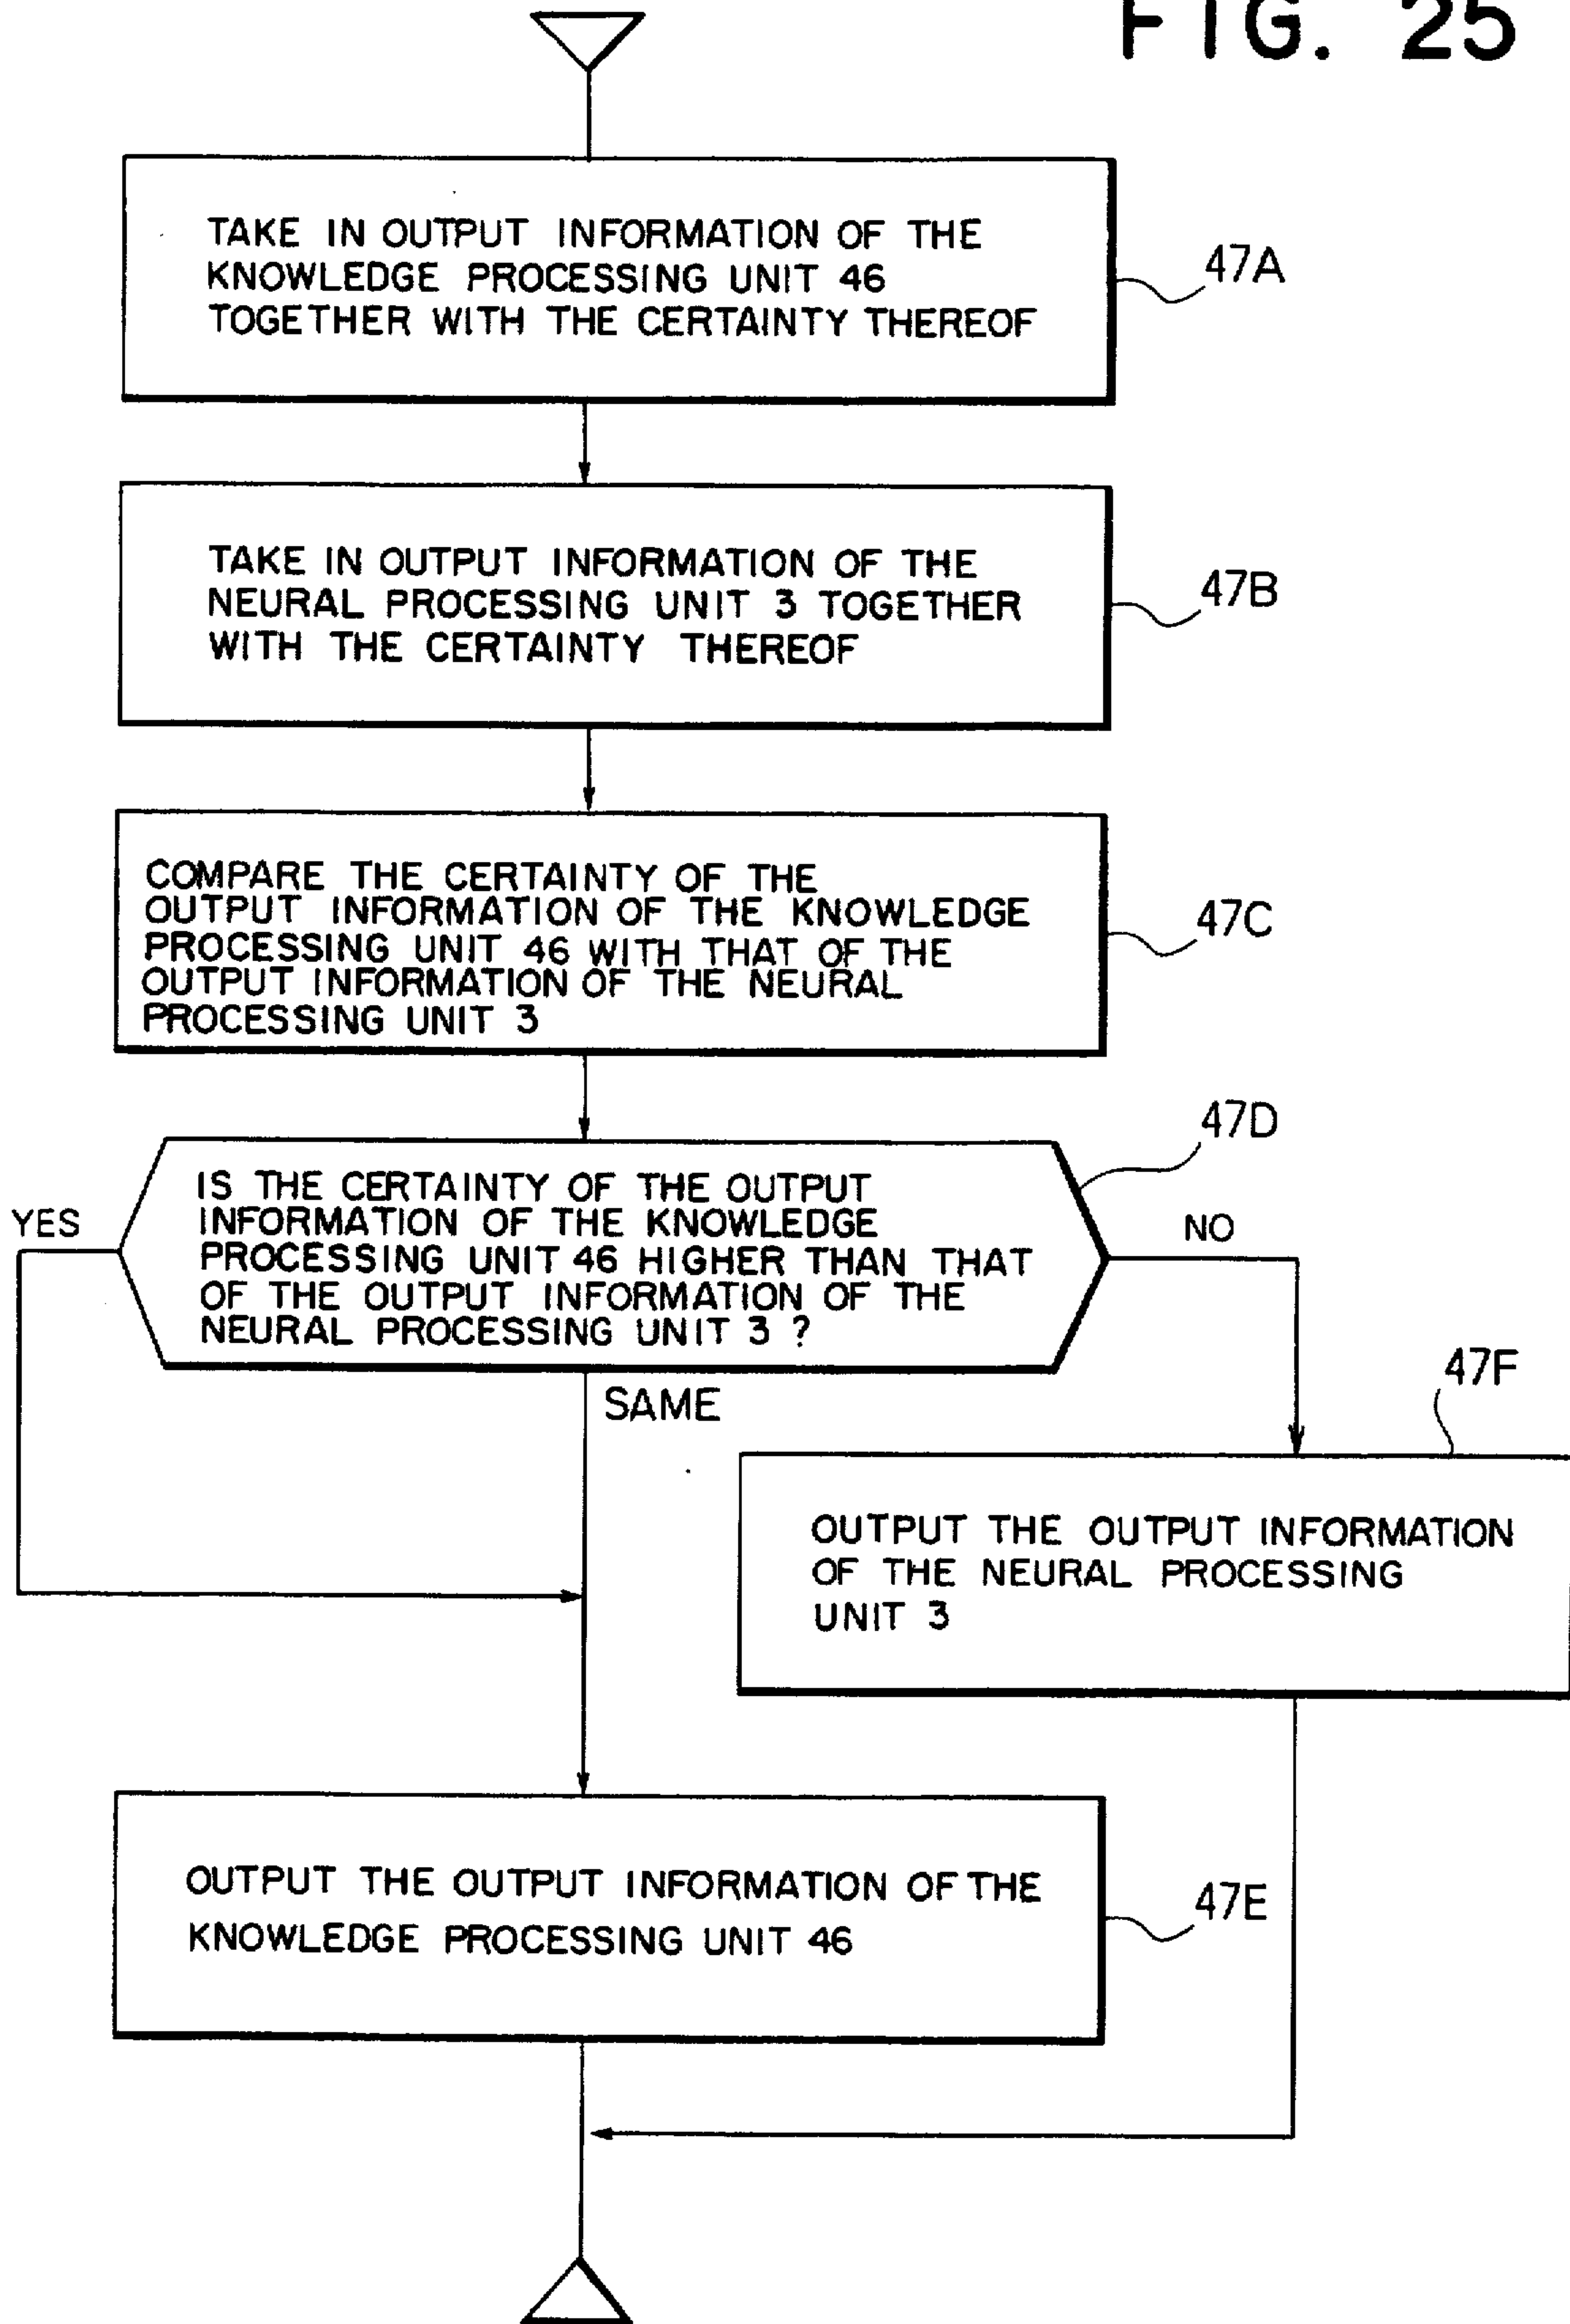 FIG. 25
TAKE IN OUTPUT INFORMATION OF THE
KNOWLEDGE PROCESSING UNIT 46
TOGETHER WITH THE CERTAINTY THEREOF
47A
TAKE IN OUTPUT INFORMATION OF THE
NEURAL PROCESSING UNIT 3 TOGETHER
WITH THE CERTAINTY THEREOF
47B
COMPARE THE CERTAINTY OF THE
OUTPUT INFORMATION OF THE KNOWLEDGE
PROCESSING UNIT 46 WITH THAT OF THE
OUTPUT INFORMATION OF THE NEURAL
PROCESSING UNIT 3
47C
47D
IS THE CERTAINTY OF THE OUTPUT
INFORMATION OF THE KNOWLEDGE
PROCESSING UNIT 46 HIGHER THAN THAT
OF THE OUTPUT INFORMATION OF THE
NEURAL PROCESSING UNIT 3 ?
YES
NO
SAME
47F
OUTPUT THE OUTPUT INFORMATION
OF THE NEURAL PROCESSING
UNIT 3
OUTPUT THE OUTPUT INFORMATION OF THE
KNOWLEDGE PROCESSING UNIT 46
47E